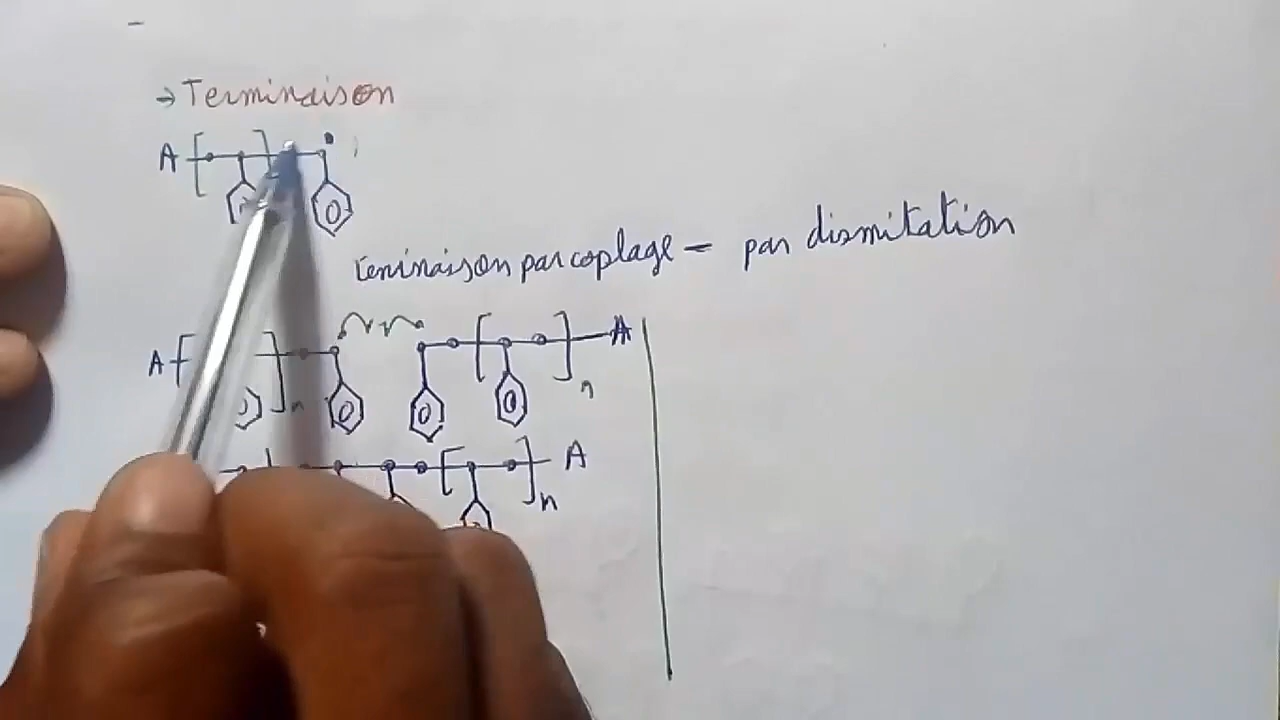 → Terminaison
A
terminaison par coplage – par dismitation
A n n A
n A